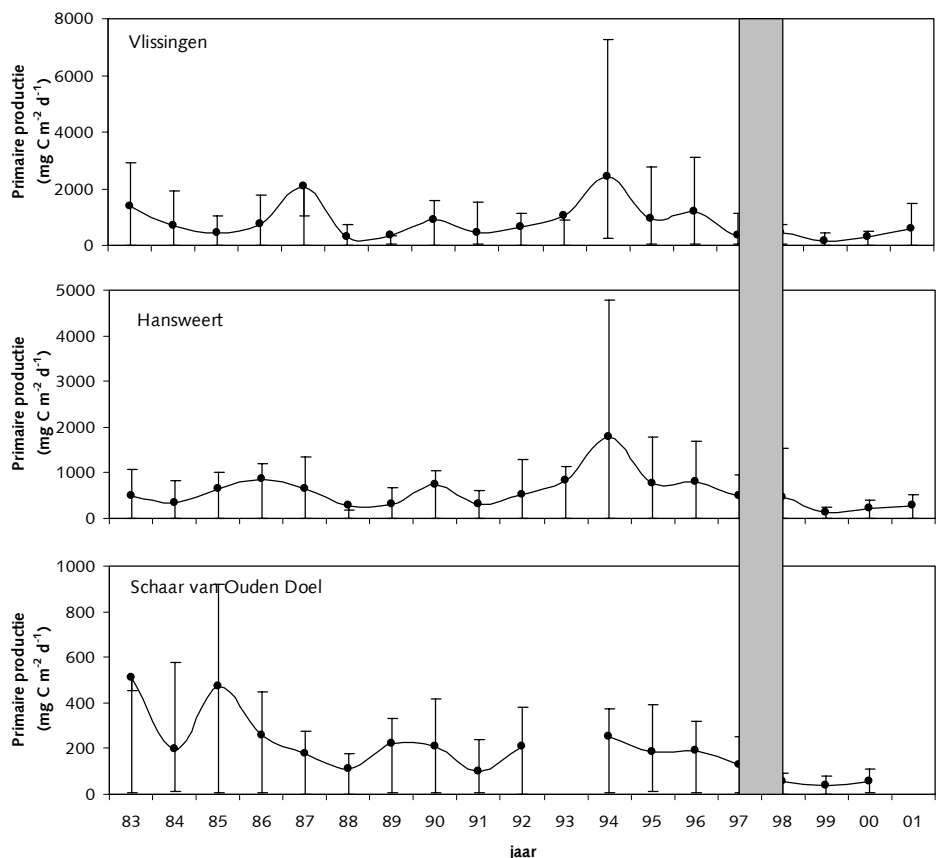 8000
6000
4000
2000
0
Primaire productie
(mg C m⁻² d⁻¹)
Vlissingen
5000
4000
3000
2000
1000
0
Primaire productie
(mg C m⁻² d⁻¹)
Hansweert
1000
800
600
400
200
0
Primaire productie
(mg C m⁻² d⁻¹)
Schaar van Ouden Doel
83 84 85 86 87 88 89 90 91 92 93 94 95 96 97 98 99 00 01
jaar